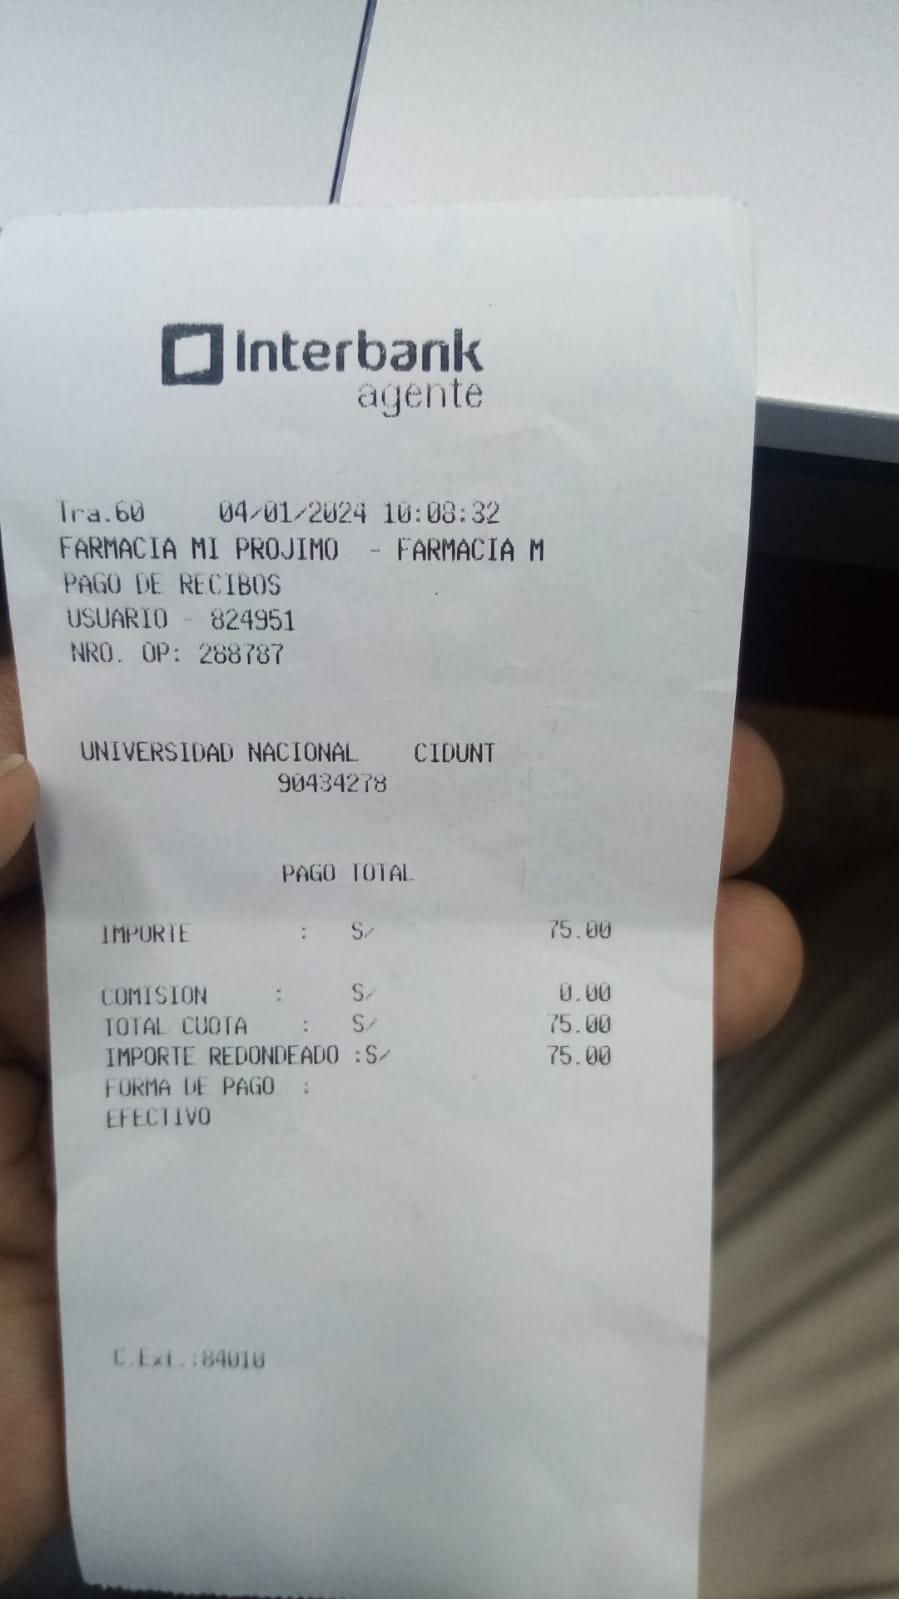 Interbank
agente
Tra.60 04/01/2024 10:08:32
FARMACIA MI PROJIMO - FARMACIA M
PAGO DE RECIBOS
USUARIO - 824951
NRO. OP: 288787
UNIVERSIDAD NACIONAL CIDUNT
90434278
PAGO TOTAL
IMPORTE : S/ 75.00
COMISION : S/ 0.00
TOTAL CUOTA : S/ 75.00
IMPORTE REDONDEADO :S/ 75.00
FORMA DE PAGO :
EFECTIVO
C.Ext.:84010